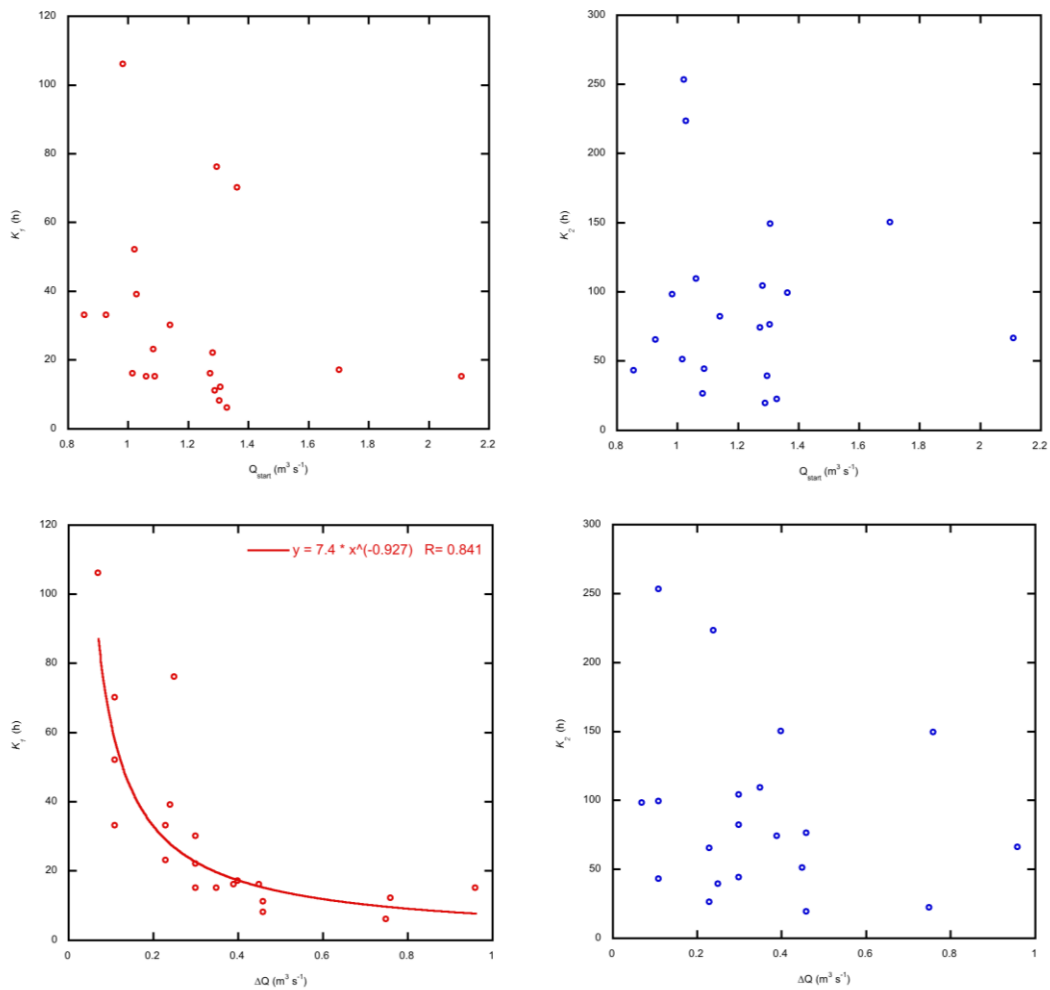 120
100
80
60
40
20
0
K₁ (h)
0.8 1 1.2 1.4 1.6 1.8 2 2.2
Q_start (m³ s⁻¹)
300
250
200
150
100
50
0
K₂ (h)
0.8 1 1.2 1.4 1.6 1.8 2 2.2
Q_start (m³ s⁻¹)
120
100
80
60
40
20
0
K₁ (h)
y = 7.4 * x^(-0.927) R= 0.841
0 0.2 0.4 0.6 0.8 1
ΔQ (m³ s⁻¹)
300
250
200
150
100
50
0
K₂ (h)
0 0.2 0.4 0.6 0.8 1
ΔQ (m³ s⁻¹)